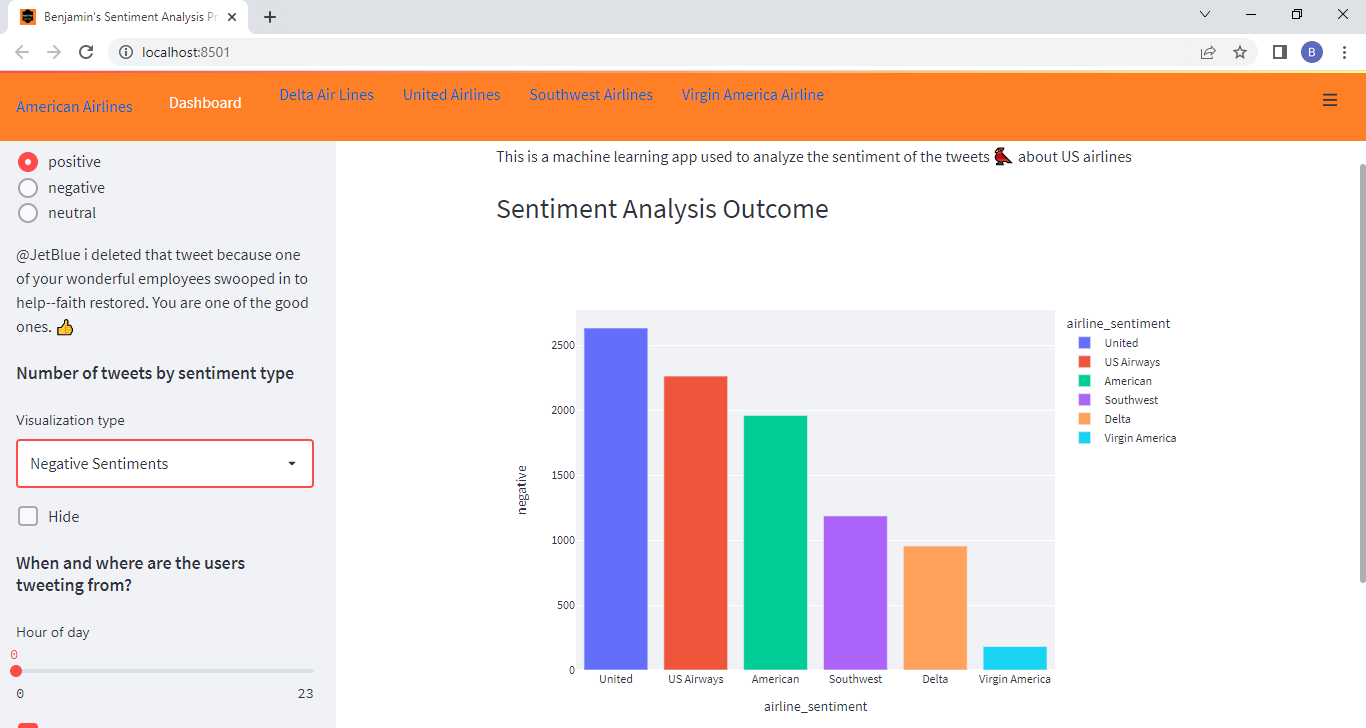 Benjamin's Sentiment Analysis Pr
localhost:8501
B
American Airlines
Dashboard
Delta Air Lines
United Airlines
Southwest Airlines
Virgin America Airline
positive
negative
neutral
@JetBlue i deleted that tweet because one
of your wonderful employees swooped in to
help--faith restored. You are one of the good
ones. 👍
Number of tweets by sentiment type
Visualization type
Negative Sentiments
Hide
When and where are the users
tweeting from?
Hour of day
0
0
23
This is a machine learning app used to analyze the sentiment of the tweets 🐦 about US airlines
Sentiment Analysis Outcome
2500
2000
1500
1000
500
0
negative
United
US Airways
American
Southwest
Delta
Virgin America
airline_sentiment
airline_sentiment
United
US Airways
American
Southwest
Delta
Virgin America